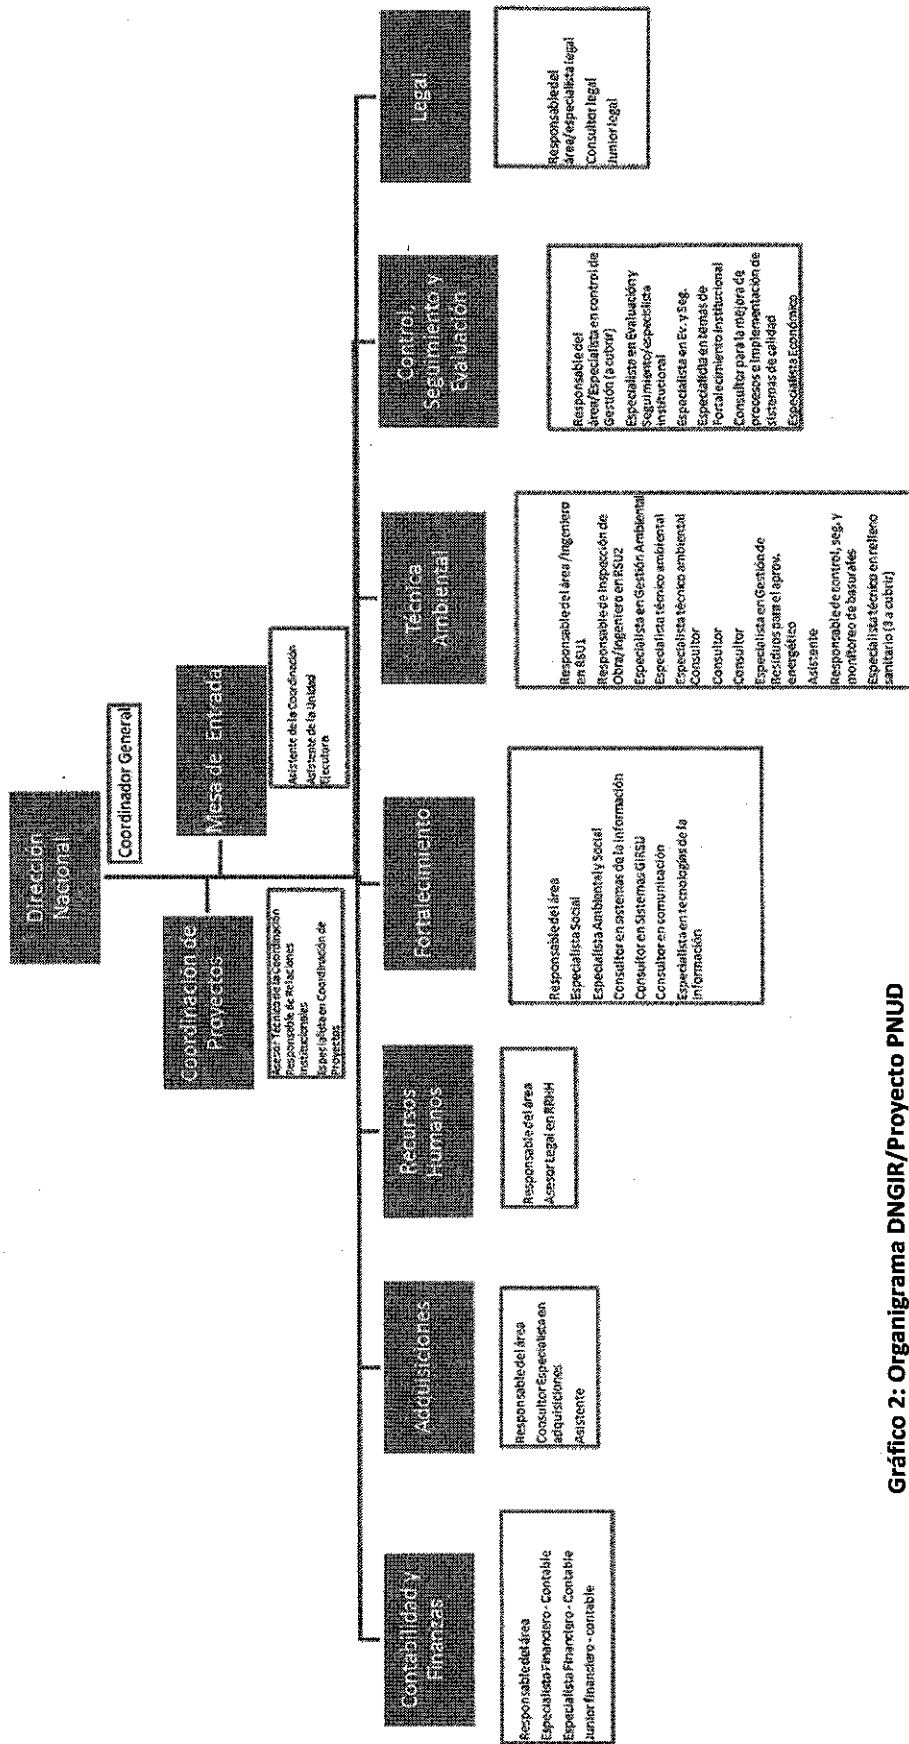 Dirección
Nacional
Coordinador General
Coordinación de
Proyectos
Asesor Técnico de la Coordinación
Responsable de Relaciones
Institucionales
Especialista en Coordinación de
Proyectos
Mesa de Entrada
Asistente de la Coordinación
Asistente de la Unidad
Ejecutora
Contabilidad y
Finanzas
Responsable del área
Especialista Financiero - Contable
Especialista Financiero - Contable
Junior financiero - contable
Adquisiciones
Responsable del área
Consultor Especialista en
adquisiciones
Asistente
Recursos
Humanos
Responsable del área
Asesor Legal en RRHH
Fortalecimiento
Responsable del área
Especialista Social
Especialista Ambiental y Social
Consultor en sistemas de la información
Consultor en Sistemas GIRSU
Consultor en comunicación
Especialista en tecnologías de la
información
Técnica
Ambiental
Responsable del área /Ingeniero
en RSU1
Responsable de Inspección de
Obra/Ingeniero en RSU2
Especialista en Gestión Ambiental
Especialista técnico ambiental
Especialista técnico ambiental
Consultor
Consultor
Consultor
Especialista en Gestión de
Residuos para el aprov.
energético
Asistente
Responsable de control, seg. y
monitoreo de basurales
Especialista técnico en relleno
sanitario (3 a cubrir)
Control,
Seguimiento y
Evaluación
Responsable del
área/Especialista en control de
Gestión (a cubrir)
Especialista en Evaluación y
Seguimiento/especialista
institucional
Especialista en Ev. y Seg.
Especialidia en temas de
Fortalecimiento Institucional
Consultor para la mejora de
procesos e implementación de
sistemas de calidad
Especialista Económico
Legal
Responsable del
área/especialista legal
Consultor legal
Junior legal
Gráfico 2: Organigrama DNGIR/Proyecto PNUD